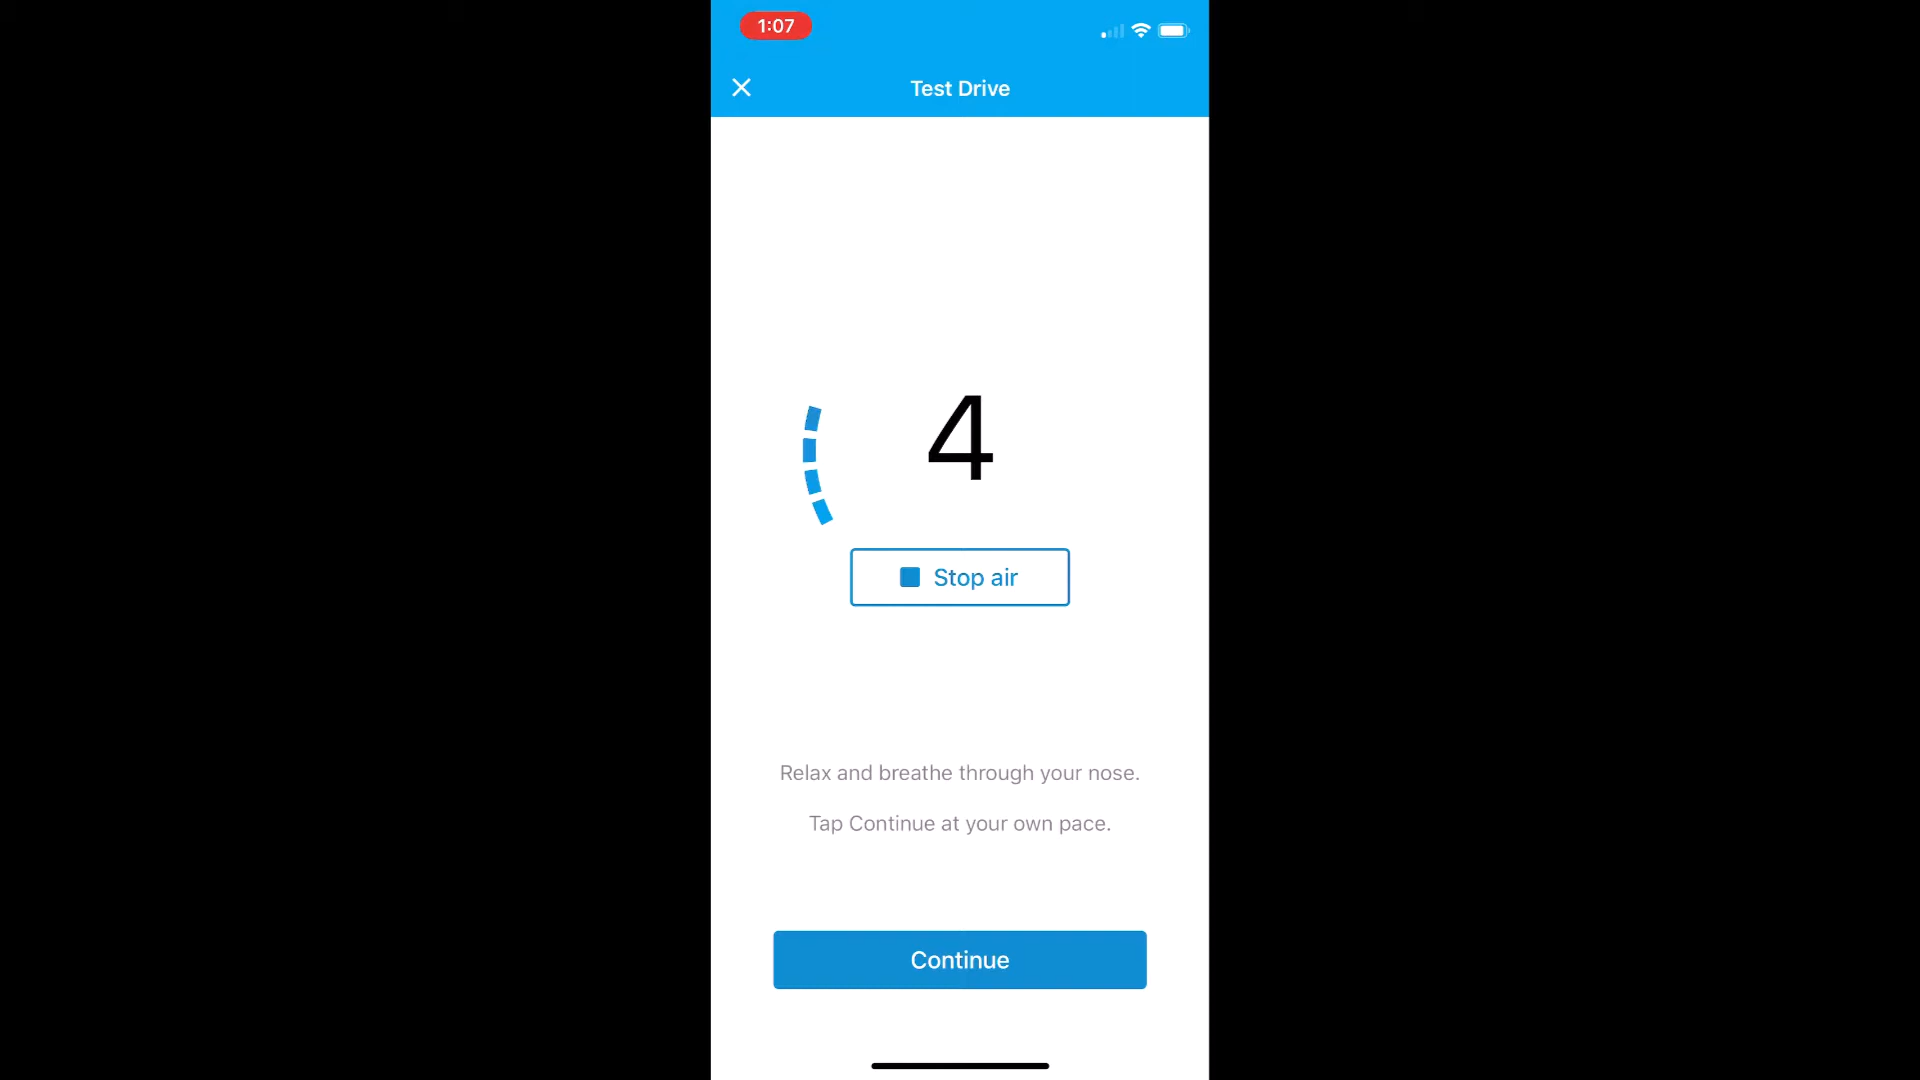 1:07
Test Drive
4
Stop air
Relax and breathe through your nose.
Tap Continue at your own pace.
Continue